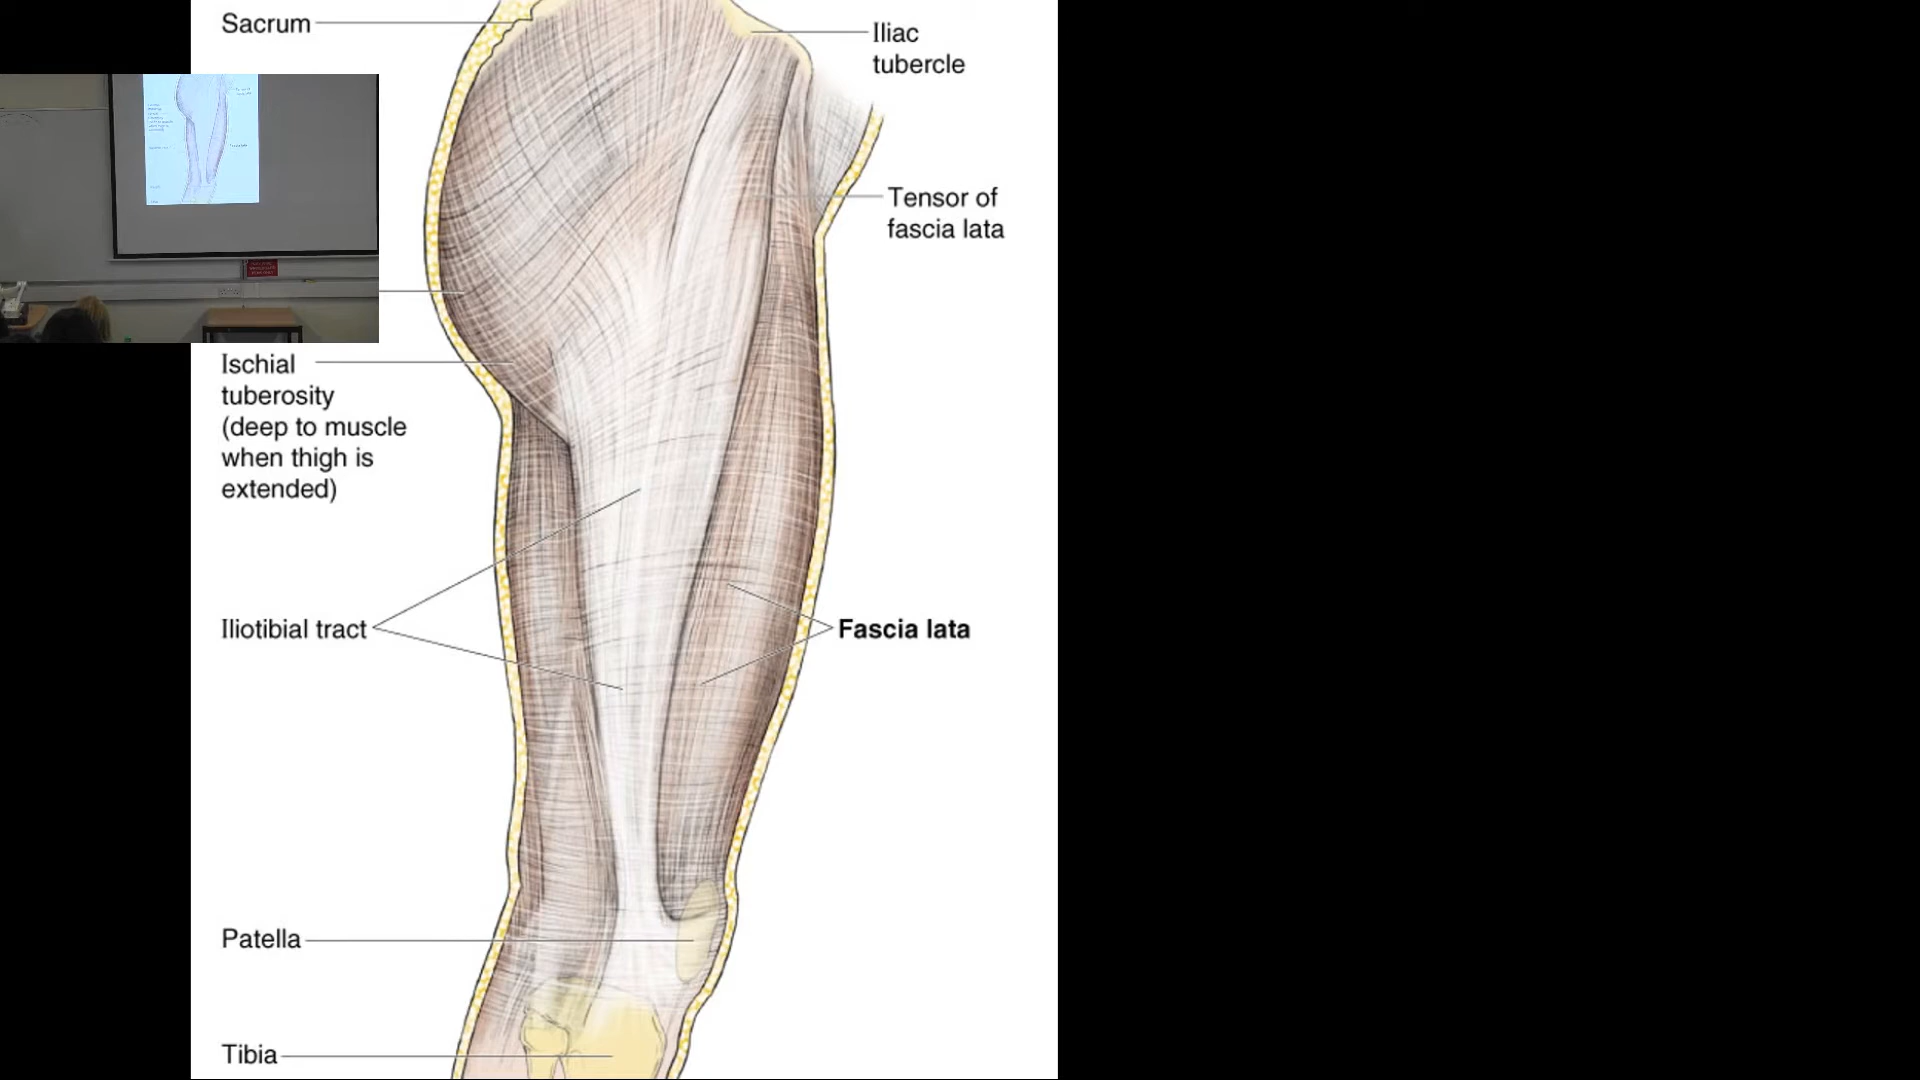 Sacrum
Iliac
tubercle
Tensor of
fascia lata
Ischial
tuberosity
(deep to muscle
when thigh is
extended)
Iliotibial tract
Fascia lata
Patella
Tibia